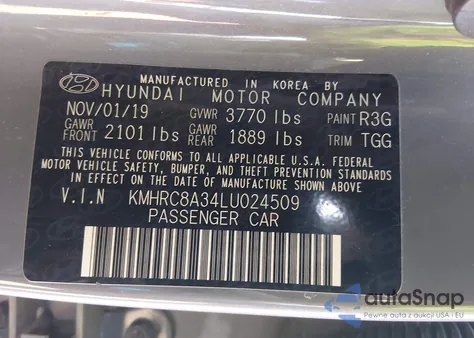 MANUFACTURED IN KOREA BY
HYUNDAI MOTOR COMPANY
NOV/01/19 GVWR 3770 lbs PAINT R3G
GAWR FRONT 2101 lbs GAWR REAR 1889 lbs TRIM TGG
THIS VEHICLE CONFORMS TO ALL APPLICABLE U.S.A. FEDERAL
MOTOR VEHICLE SAFETY, BUMPER, AND THEFT PREVENTION STANDARDS
IN EFFECT ON THE DATE OF MANUFACTURE SHOWN ABOVE.
V.I.N KMHRC8A34LU024509
PASSENGER CAR
autoSnap
Pewne auta z USA i EU